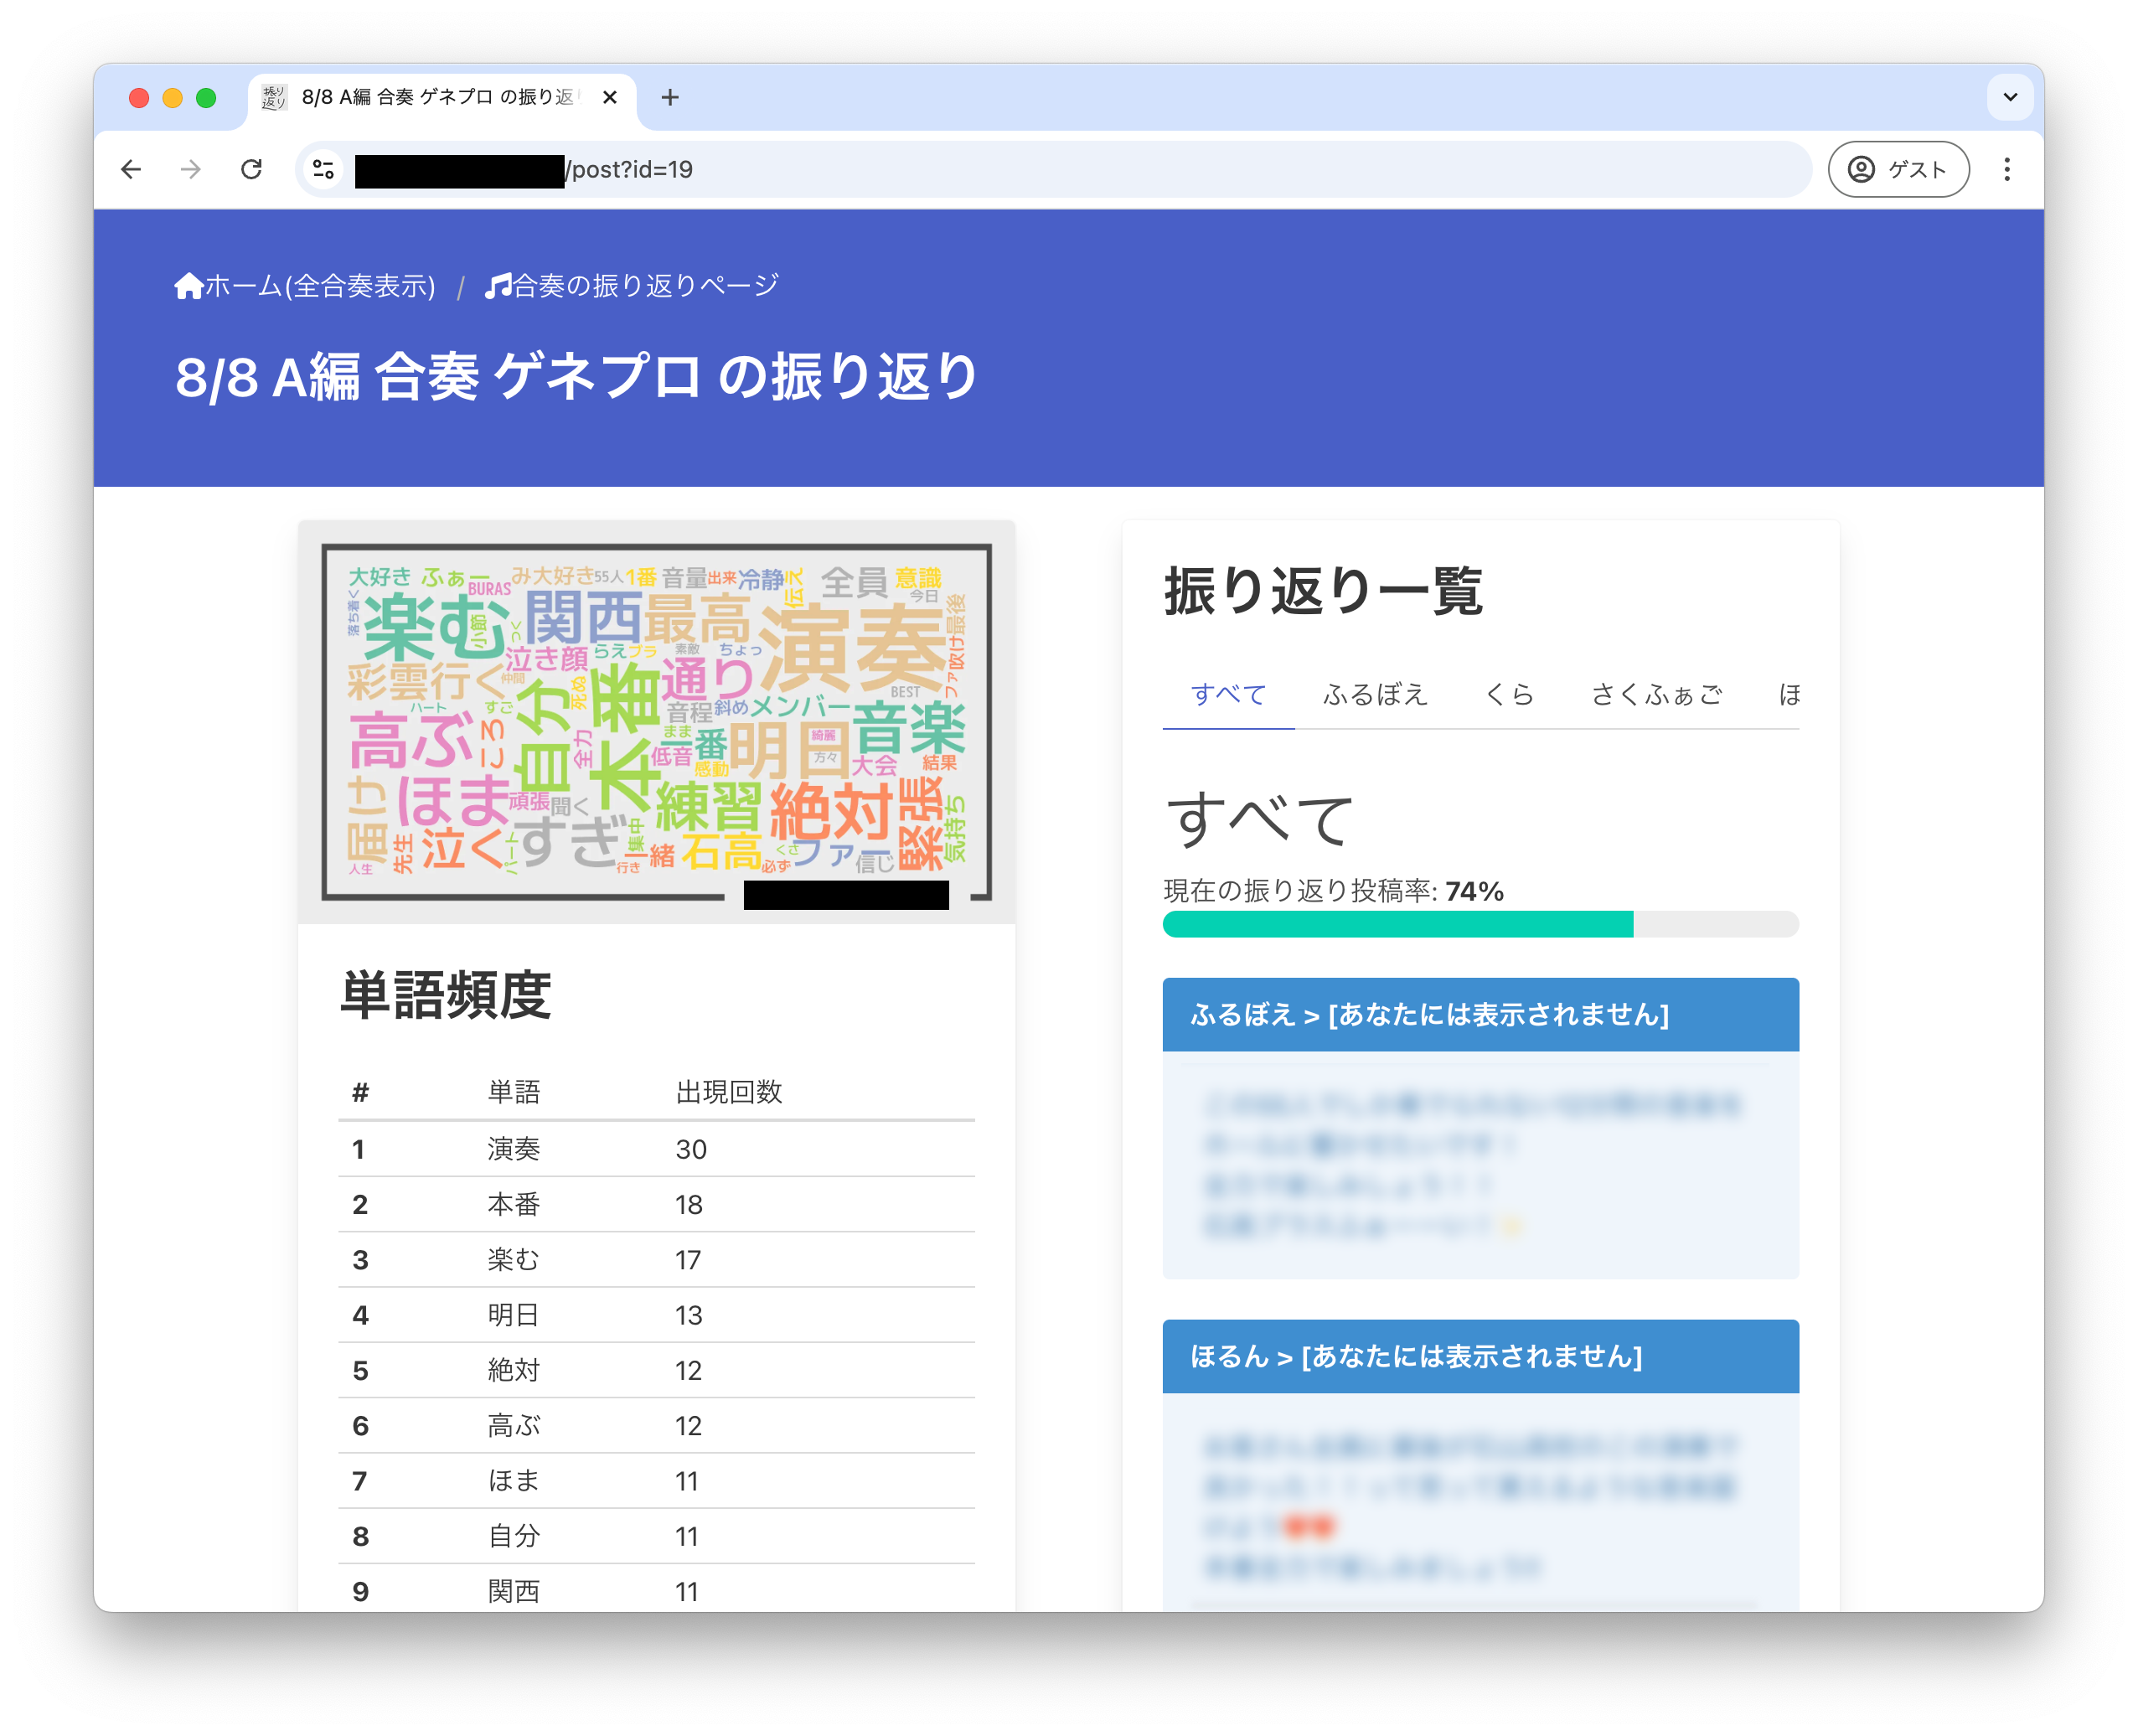 振り返り
8/8 A編 合奏 ゲネプロ の振り返り
/post?id=19
ゲスト
ホーム(全合奏表示) / 合奏の振り返りページ
8/8 A編 合奏 ゲネプロ の振り返り
大好き ふぁー み大好き 55人 1番 音量 出来 冷静 伝え 全員 意識
BURAS 今日
落ち着く 楽む 小節 っく 関西 最高 演奏 最後
泣き顔 らえ ブラ 素敵 ちょっ 吹け
彩雲 行く 仲間 死ぬ 通り BEST ファ
ハート すご 自分 本番 音程 斜め メンバー 音楽
高ぶ ころ 全力 まま 一番 明日 綺麗
低音 感動 方々 大会 結果
届け ほま 頑張 聞く 練習 絶対 緊張 気持ち
先生 泣く パート すぎ 集中 一緒 石高 くさ ファー 信じ
人生 行き 必ず
単語頻度
# 単語 出現回数
1 演奏 30
2 本番 18
3 楽む 17
4 明日 13
5 絶対 12
6 高ぶ 12
7 ほま 11
8 自分 11
9 関西 11
振り返り一覧
すべて ふるぼえ くら さくふぁご ほ
すべて
現在の振り返り投稿率: 74%
ふるぼえ > [あなたには表示されません]
ほるん > [あなたには表示されません]